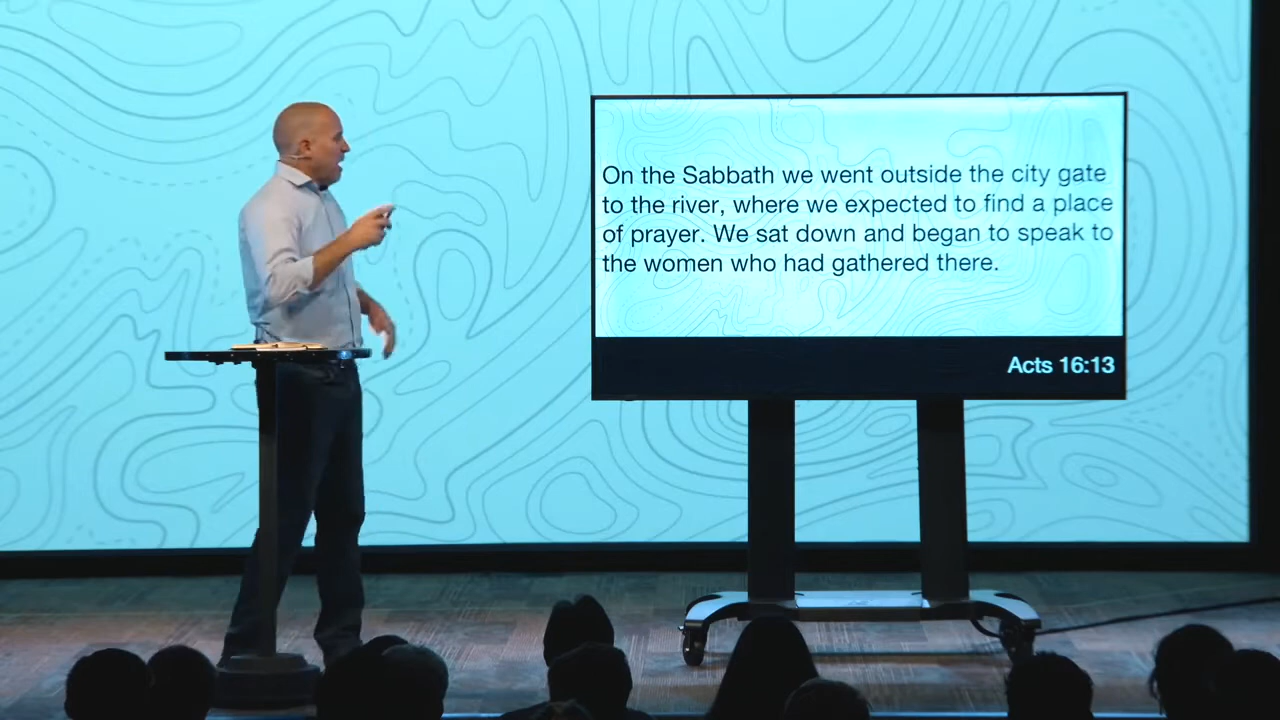 On the Sabbath we went outside the city gate
to the river, where we expected to find a place
of prayer. We sat down and began to speak to
the women who had gathered there.
Acts 16:13